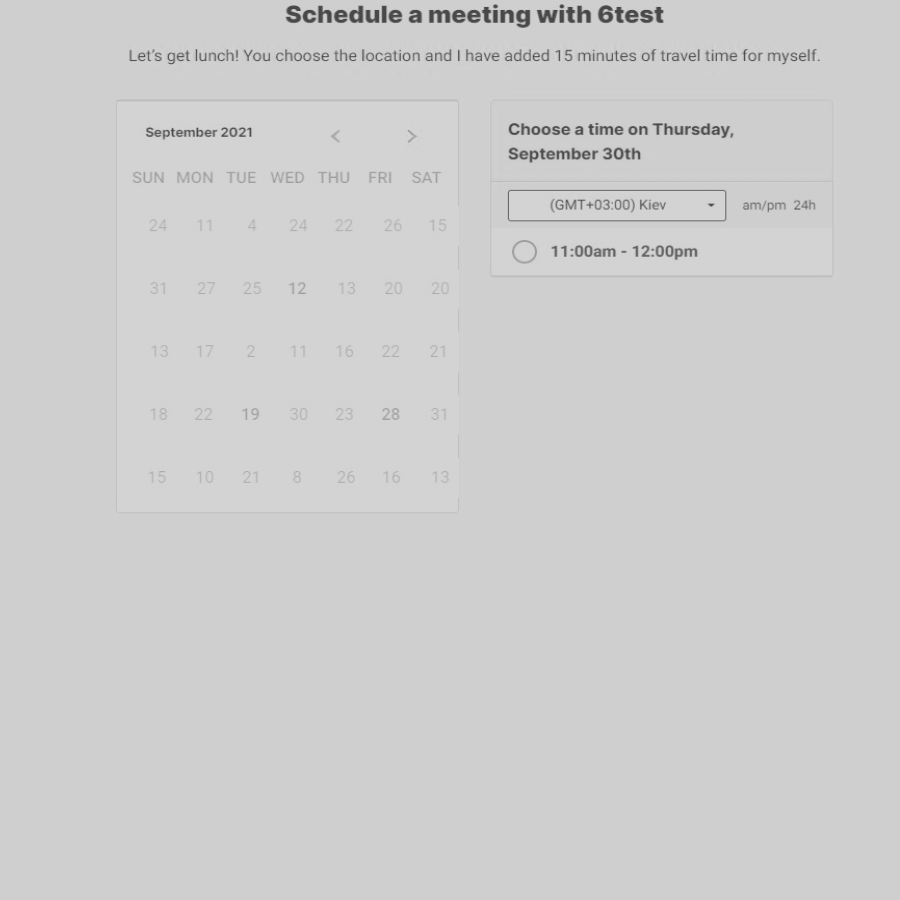 Schedule a meeting with 6test
Let's get lunch! You choose the location and I have added 15 minutes of travel time for myself.
September 2021 < >
SUN MON TUE WED THU FRI SAT
24 11 4 24 22 26 15
31 27 25 12 13 20 20
13 17 2 11 16 22 21
18 22 19 30 23 28 31
15 10 21 8 26 16 13
Choose a time on Thursday,
September 30th
(GMT+03:00) Kiev am/pm 24h
11:00am - 12:00pm